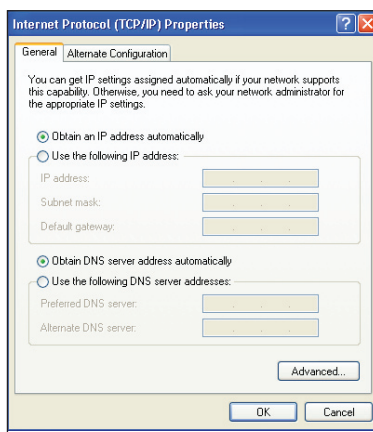 Internet Protocol (TCP/IP) Properties
General
Alternate Configuration
You can get IP settings assigned automatically if your network supports
this capability. Otherwise, you need to ask your network administrator for
the appropriate IP settings.
Obtain an IP address automatically
Use the following IP address:
IP address:
Subnet mask:
Default gateway:
Obtain DNS server address automatically
Use the following DNS server addresses:
Preferred DNS server:
Alternate DNS server:
Advanced...
OK
Cancel